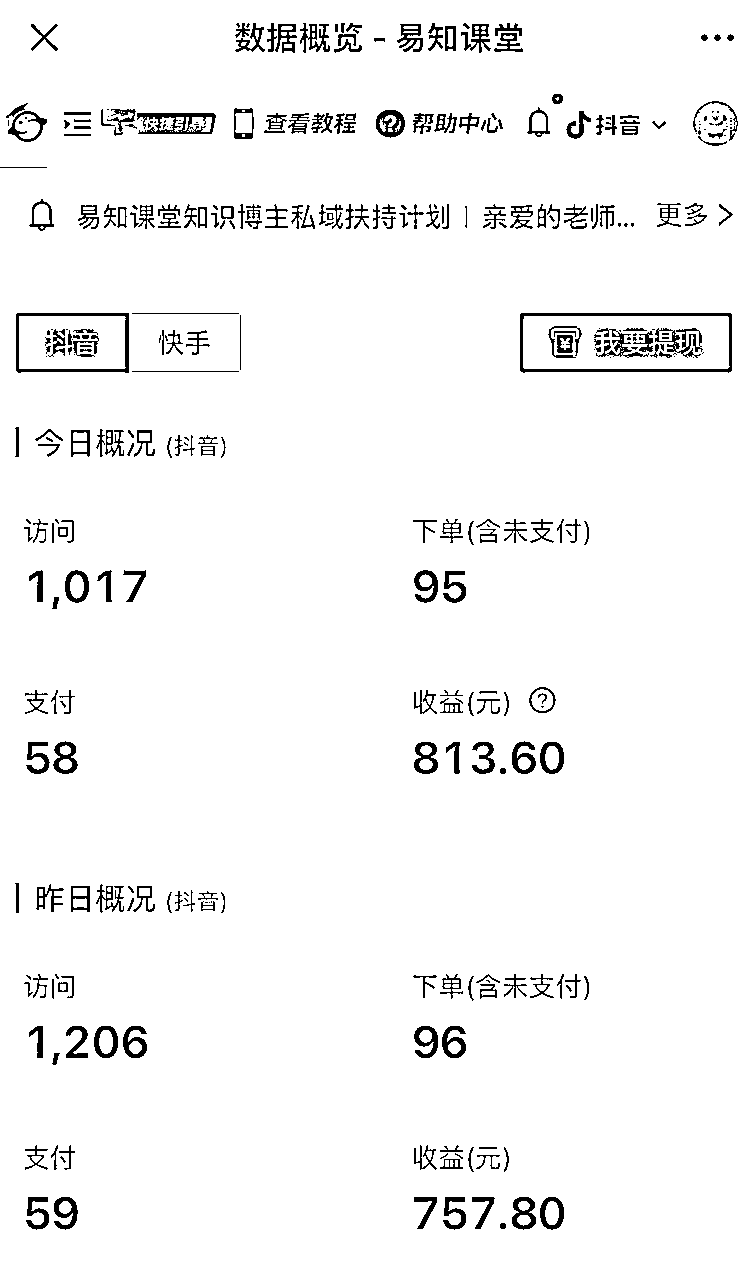 数据概览 - 易知课堂
快捷引导 查看教程 帮助中心 抖音
易知课堂知识博主私域扶持计划 | 亲爱的老师... 更多
抖音 快手 我要提现
今日概况 (抖音)
访问 下单(含未支付)
1,017 95
支付 收益(元)
58 813.60
昨日概况 (抖音)
访问 下单(含未支付)
1,206 96
支付 收益(元)
59 757.80